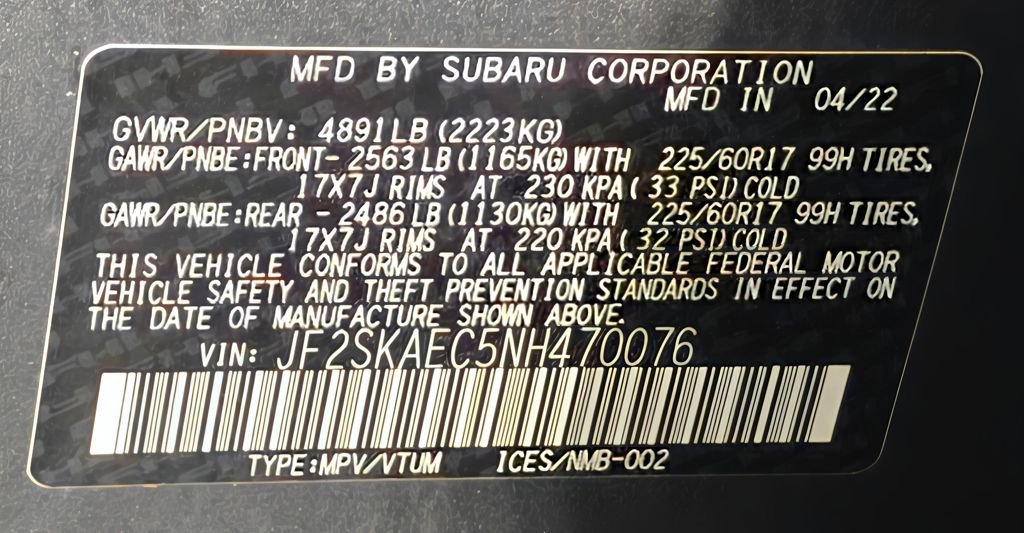 MFD BY SUBARU CORPORATION
MFD IN 04/22
GVWR/PNBV: 4891LB (2223KG)
GAWR/PNBE:FRONT- 2563 LB (1165KG) WITH 225/60R17 99H TIRES,
17X7J RIMS AT 230 KPA ( 33 PSI) COLD
GAWR/PNBE:REAR - 2486 LB (1130KG) WITH 225/60R17 99H TIRES,
17X7J RIMS AT 220 KPA ( 32 PSI) COLD
THIS VEHICLE CONFORMS TO ALL APPLICABLE FEDERAL MOTOR
VEHICLE SAFETY AND THEFT PREVENTION STANDARDS IN EFFECT ON
THE DATE OF MANUFACTURE SHOWN ABOVE.
VIN: JF2SKAEC5NH470076
TYPE:MPV/VTUM ICES/NMB-002